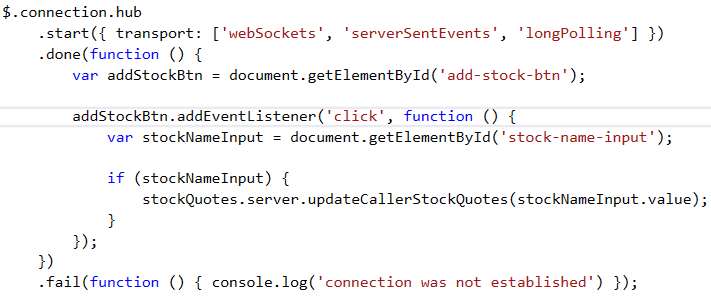 $.connection.hub
    .start({ transport: ['webSockets', 'serverSentEvents', 'longPolling'] })
    .done(function () {
        var addStockBtn = document.getElementById('add-stock-btn');

        addStockBtn.addEventListener('click', function () {
            var stockNameInput = document.getElementById('stock-name-input');

            if (stockNameInput) {
                stockQuotes.server.updateCallerStockQuotes(stockNameInput.value);
            }
        });
    })
    .fail(function () { console.log('connection was not established') });